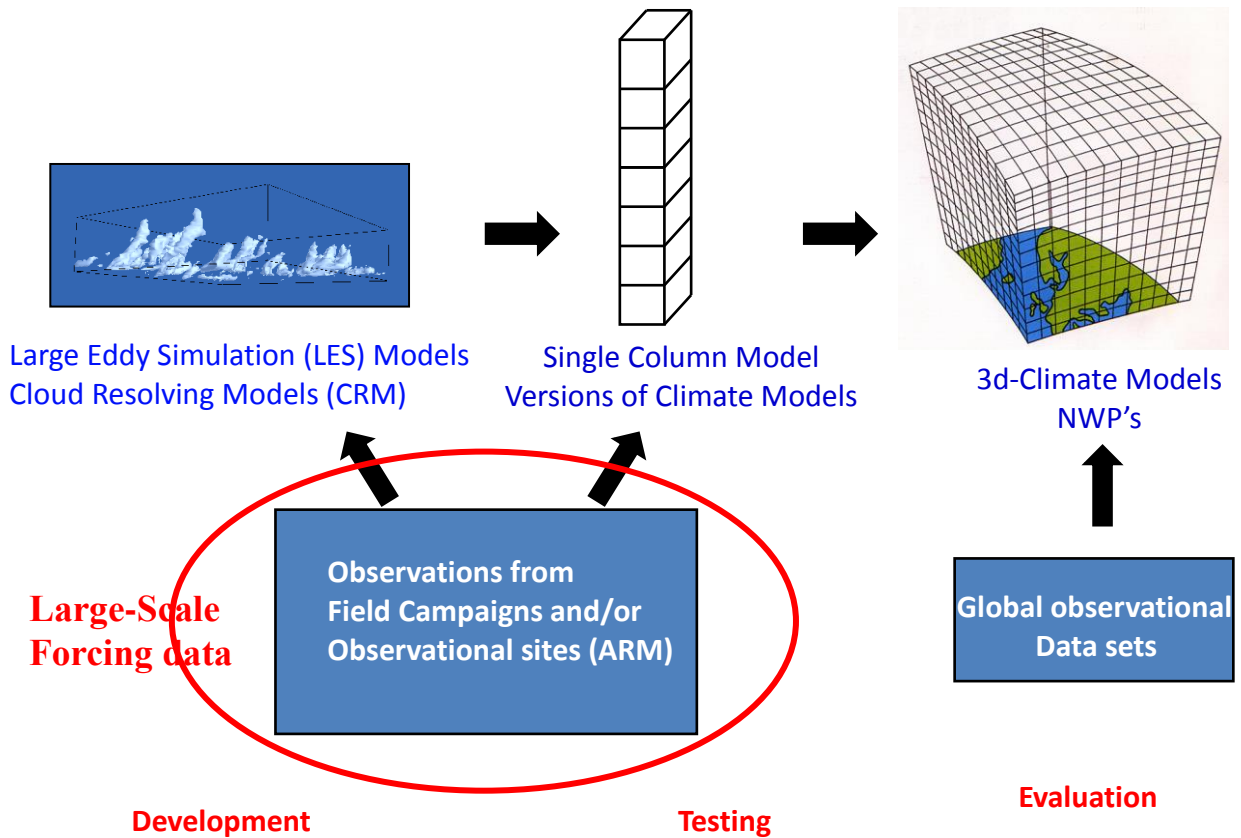 Large Eddy Simulation (LES) Models
Cloud Resolving Models (CRM)
Single Column Model
Versions of Climate Models
3d-Climate Models
NWP's
Large-Scale
Forcing data
Observations from
Field Campaigns and/or
Observational sites (ARM)
Global observational
Data sets
Development
Testing
Evaluation